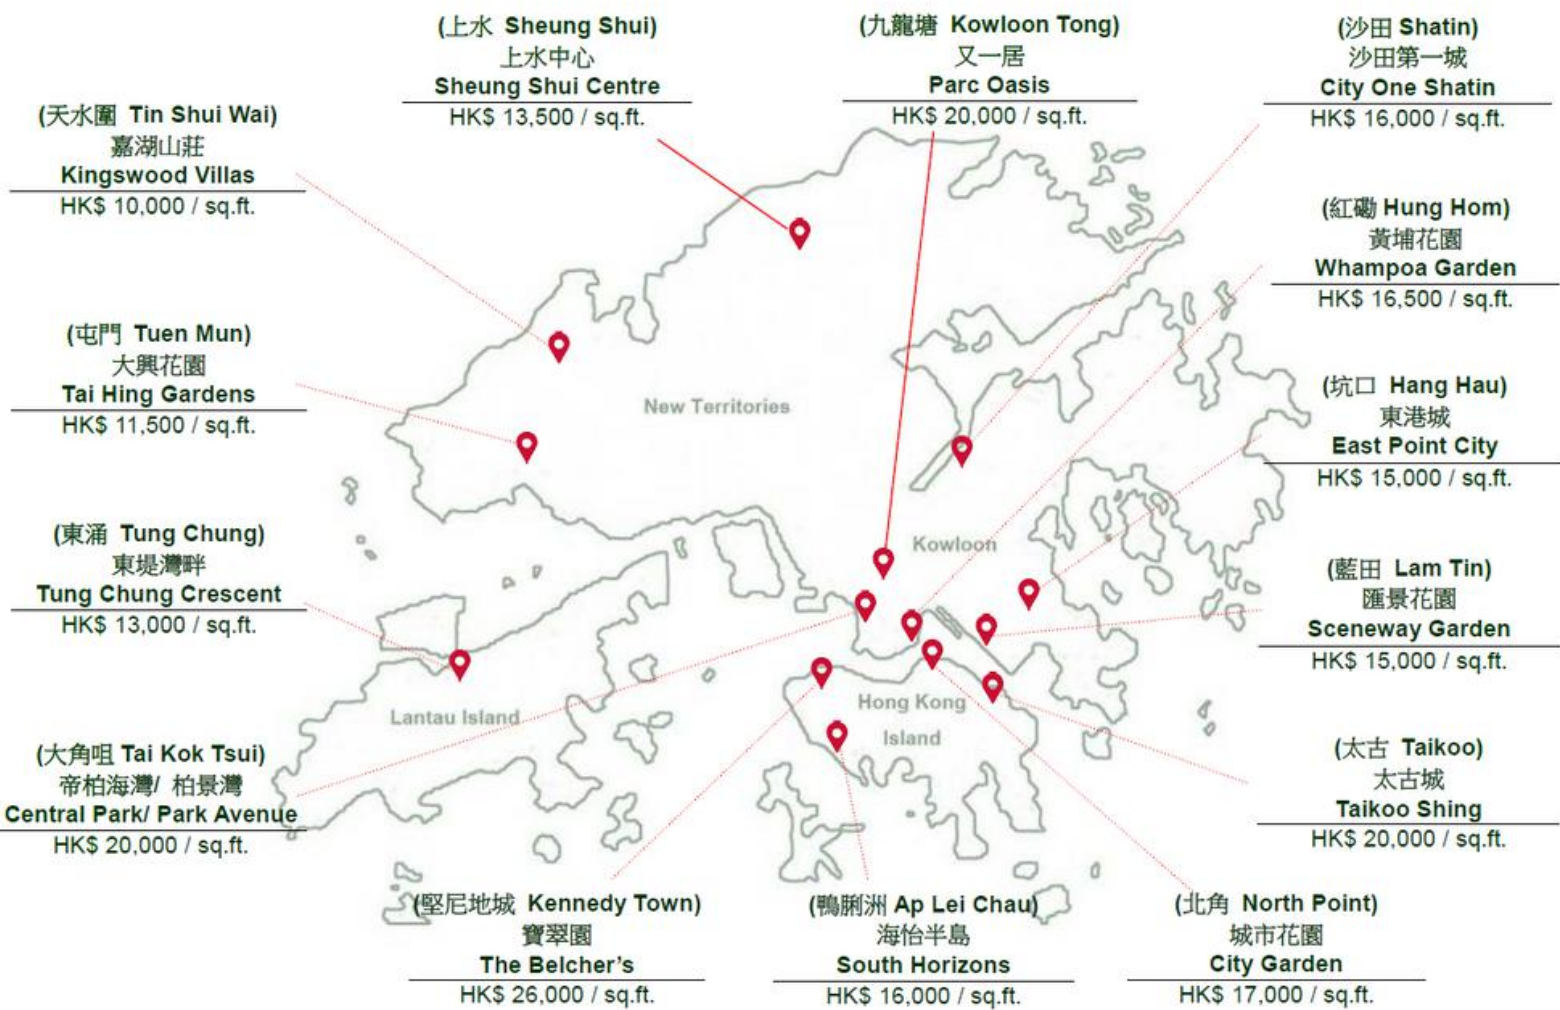 (上水 Sheung Shui)
上水中心
Sheung Shui Centre
HK$ 13,500 / sq.ft.
(九龍塘 Kowloon Tong)
又一居
Parc Oasis
HK$ 20,000 / sq.ft.
(沙田 Shatin)
沙田第一城
City One Shatin
HK$ 16,000 / sq.ft.
(天水圍 Tin Shui Wai)
嘉湖山莊
Kingswood Villas
HK$ 10,000 / sq.ft.
(紅磡 Hung Hom)
黃埔花園
Whampoa Garden
HK$ 16,500 / sq.ft.
(屯門 Tuen Mun)
大興花園
Tai Hing Gardens
HK$ 11,500 / sq.ft.
New Territories
(坑口 Hang Hau)
東港城
East Point City
HK$ 15,000 / sq.ft.
(東涌 Tung Chung)
東堤灣畔
Tung Chung Crescent
HK$ 13,000 / sq.ft.
Kowloon
(藍田 Lam Tin)
匯景花園
Sceneway Garden
HK$ 15,000 / sq.ft.
Lantau Island
Hong Kong
Island
(大角咀 Tai Kok Tsui)
帝柏海灣/ 柏景灣
Central Park/ Park Avenue
HK$ 20,000 / sq.ft.
(太古 Taikoo)
太古城
Taikoo Shing
HK$ 20,000 / sq.ft.
(堅尼地城 Kennedy Town)
寶翠園
The Belcher's
HK$ 26,000 / sq.ft.
(鴨脷洲 Ap Lei Chau)
海怡半島
South Horizons
HK$ 16,000 / sq.ft.
(北角 North Point)
城市花園
City Garden
HK$ 17,000 / sq.ft.